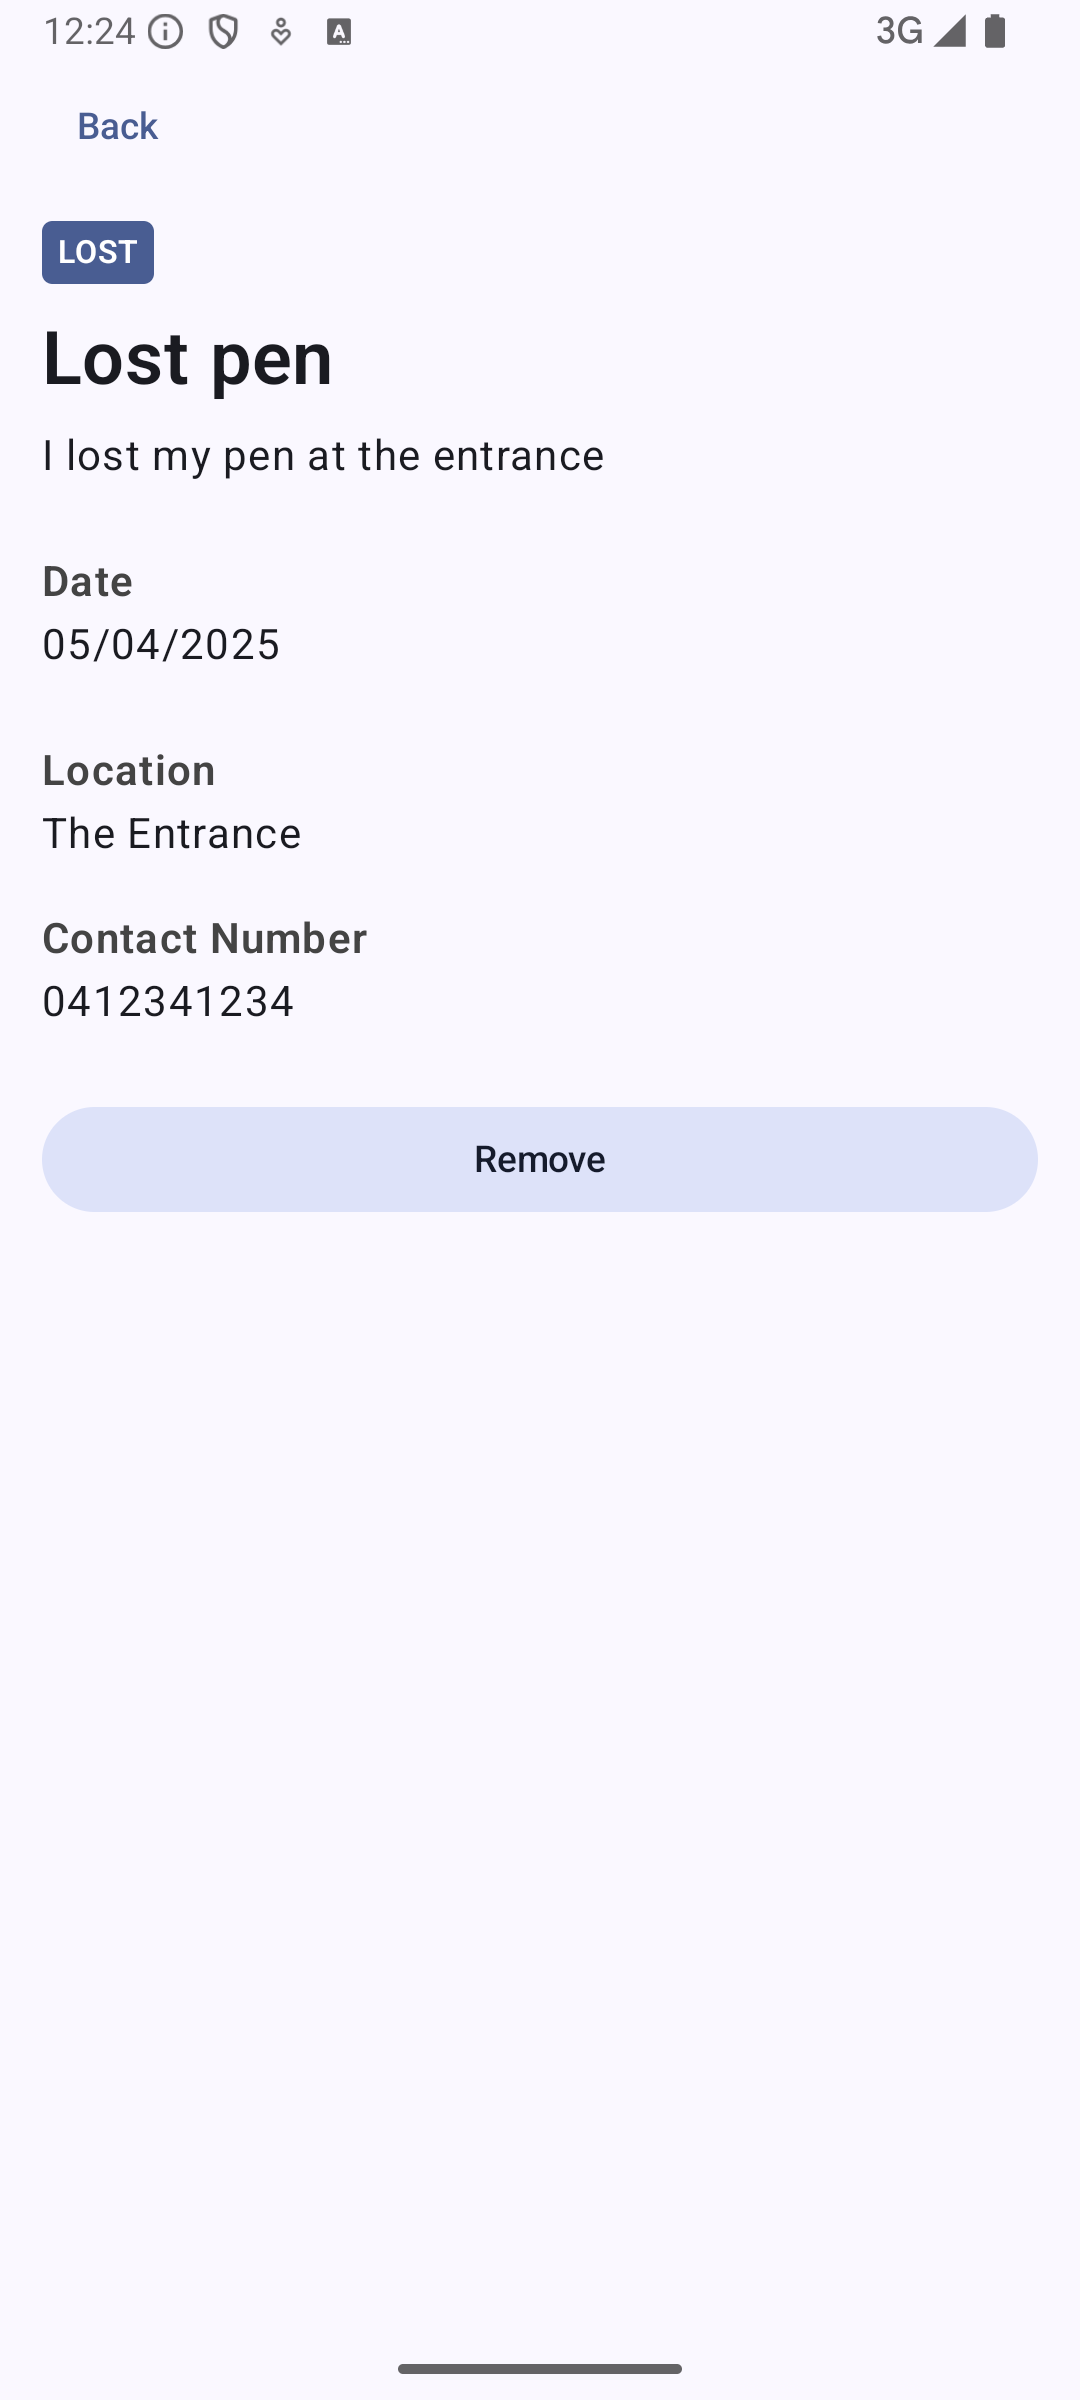 12:24
3G
Back
LOST
Lost pen
I lost my pen at the entrance
Date
05/04/2025
Location
The Entrance
Contact Number
0412341234
Remove